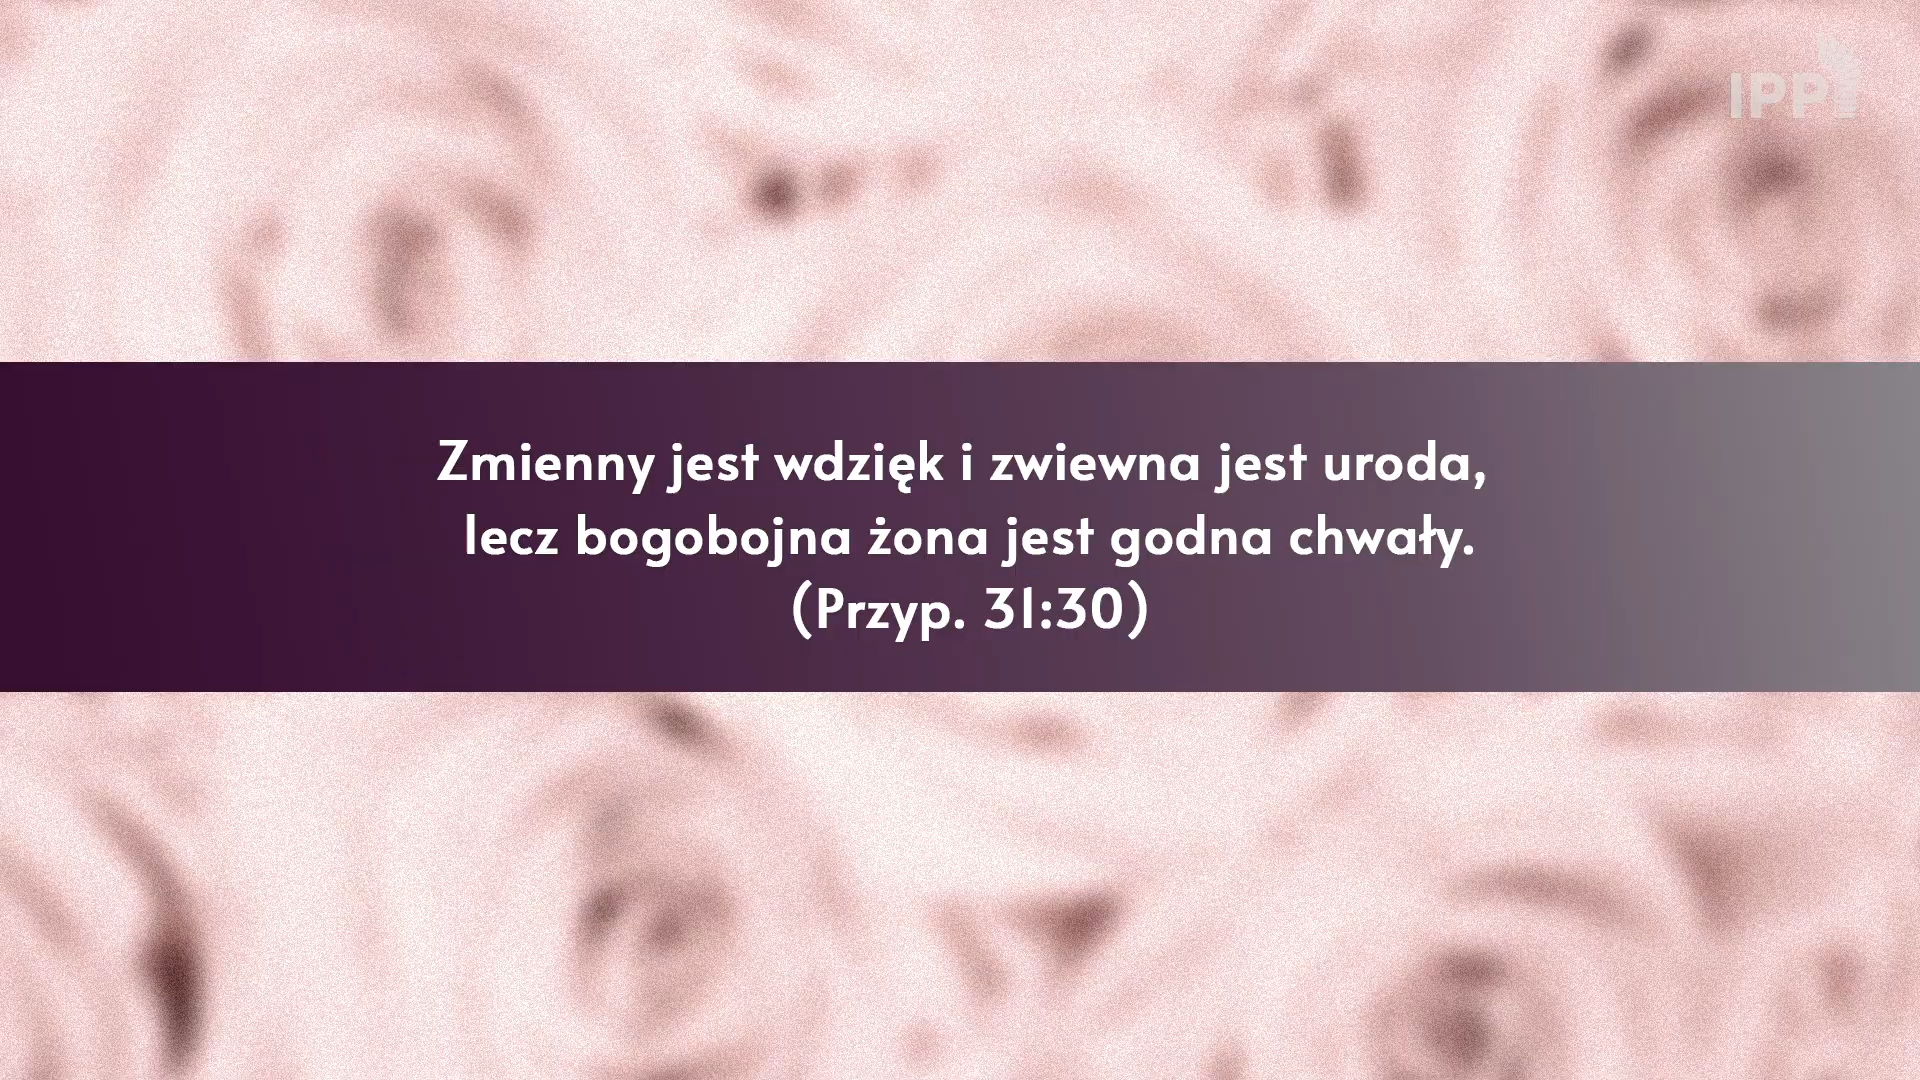 IPP
Zmienny jest wdzięk i zwiewna jest uroda,
lecz bogobojna żona jest godna chwały.
(Przyp. 31:30)